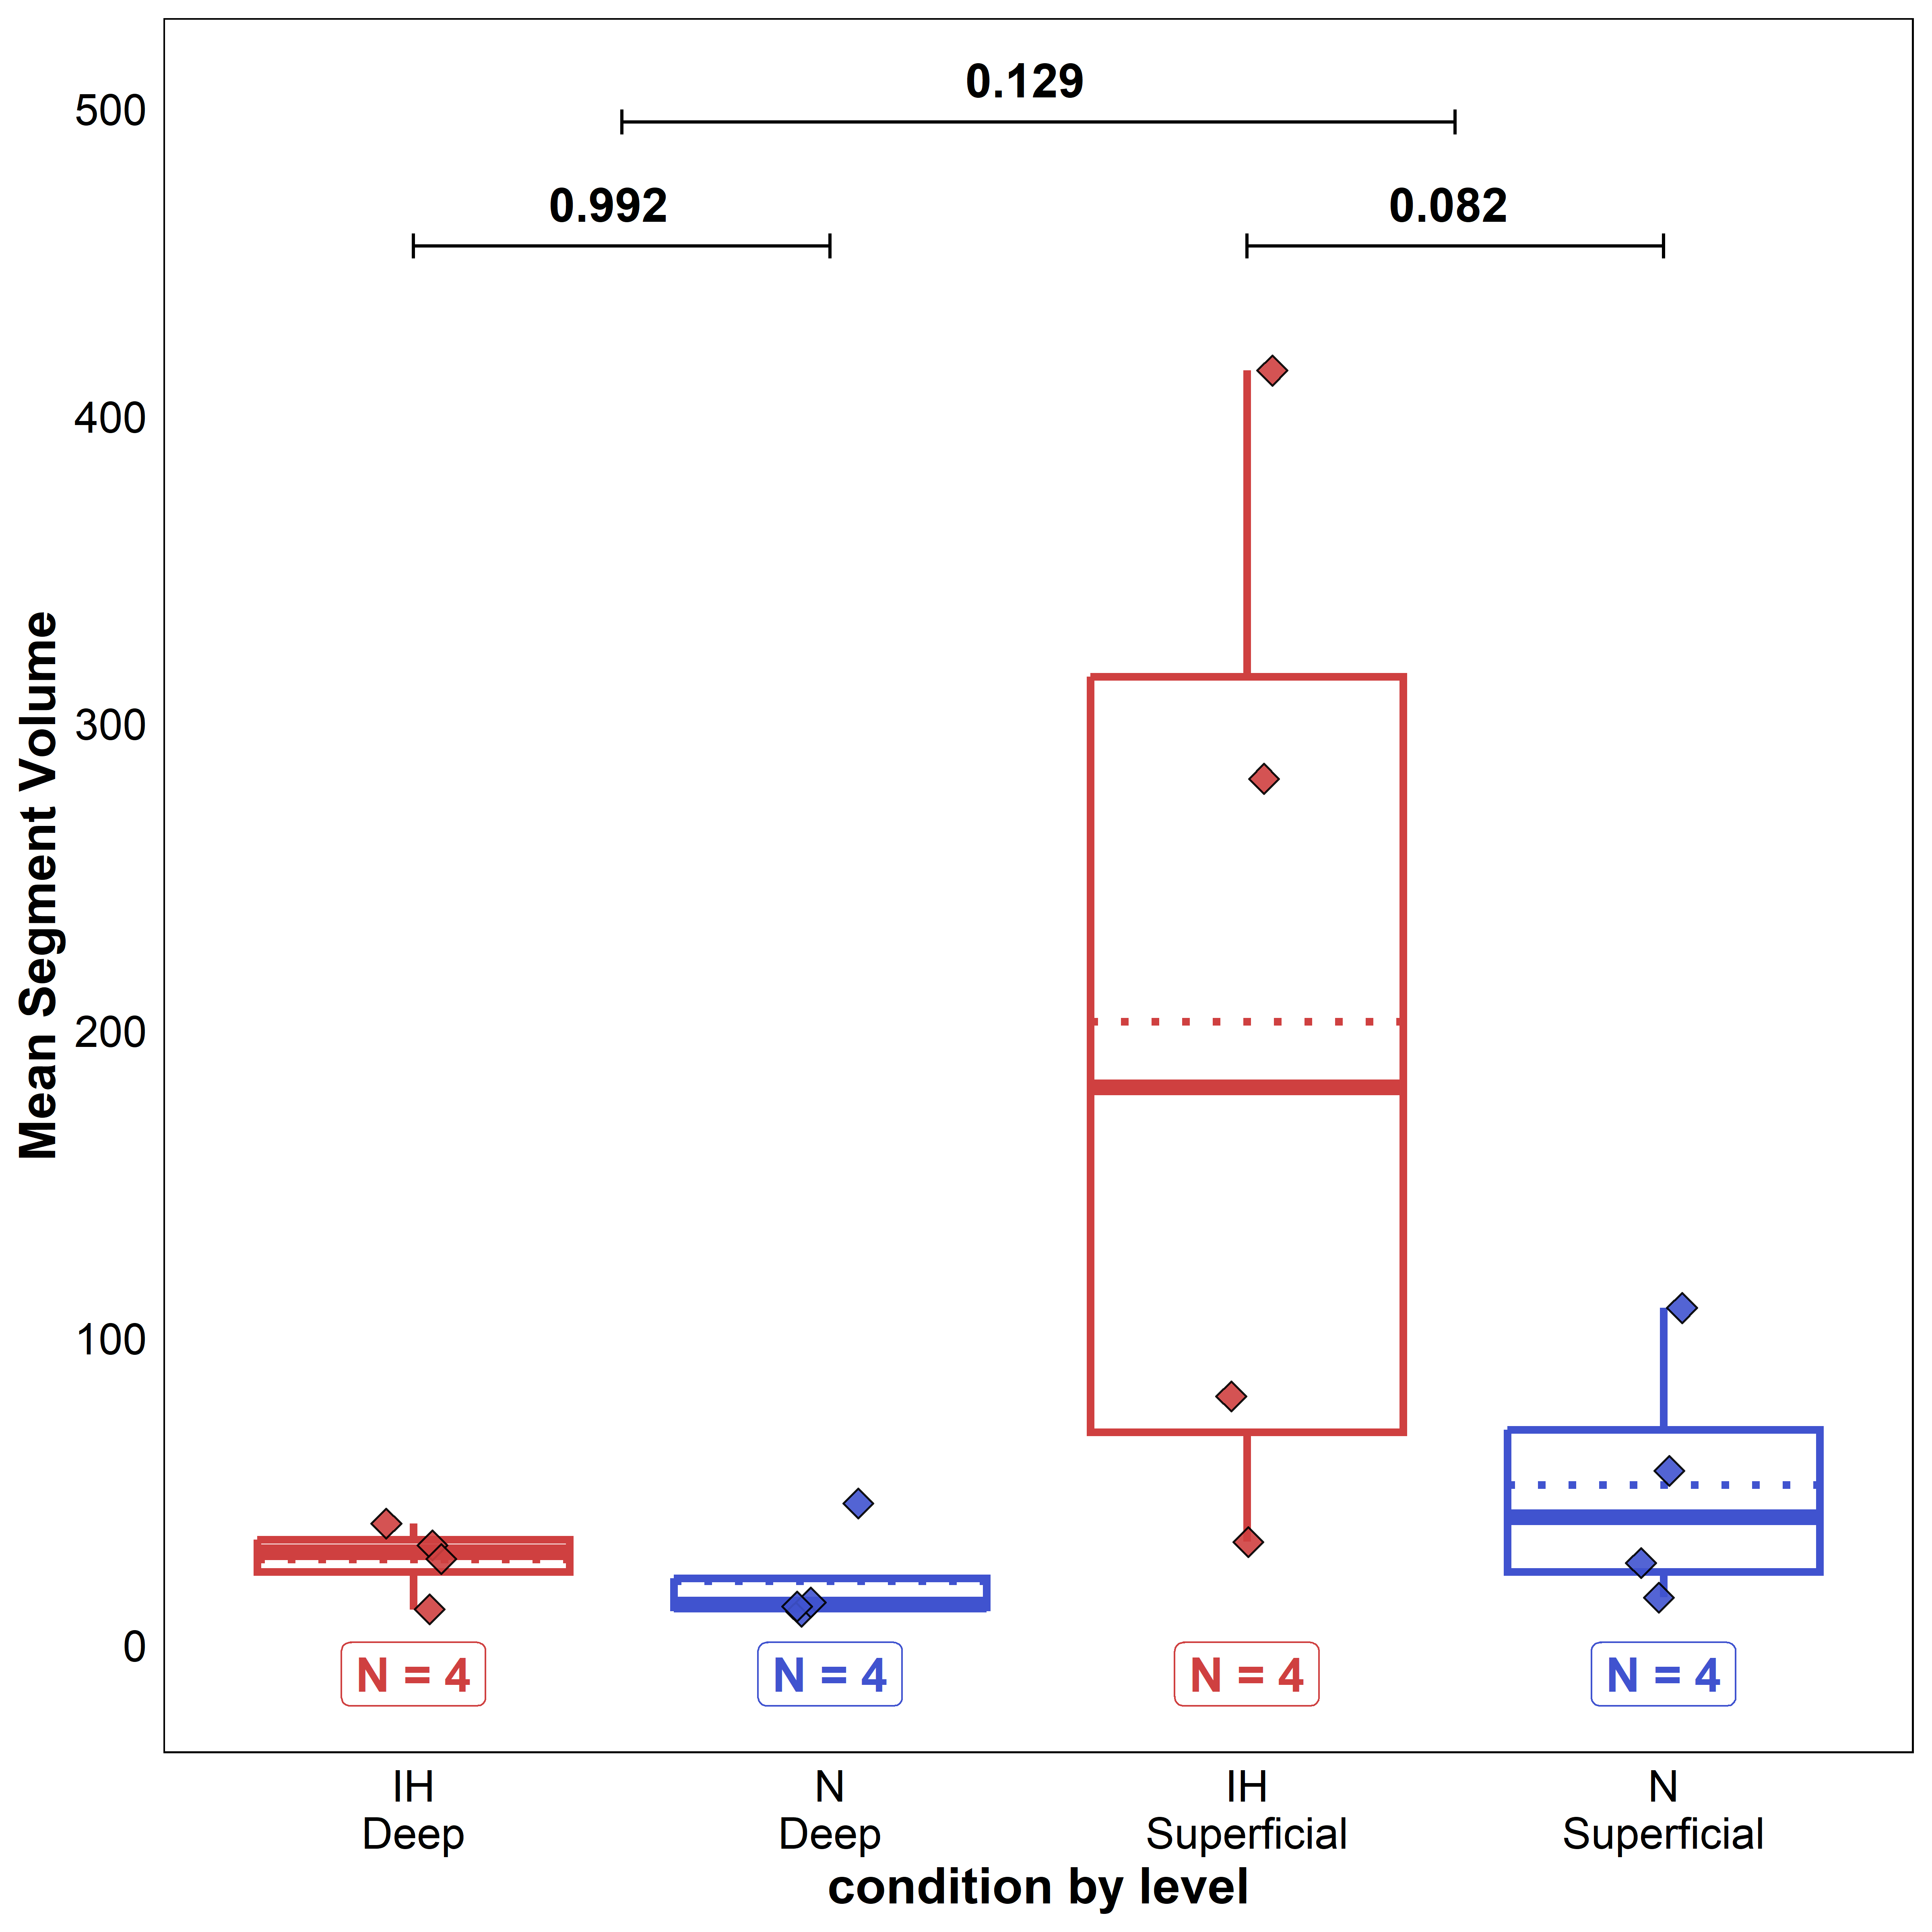 0.129
0.992
0.082
500
400
300
200
100
0
Mean Segment Volume
N = 4
N = 4
N = 4
N = 4
IH
Deep
N
Deep
IH
Superficial
N
Superficial
condition by level